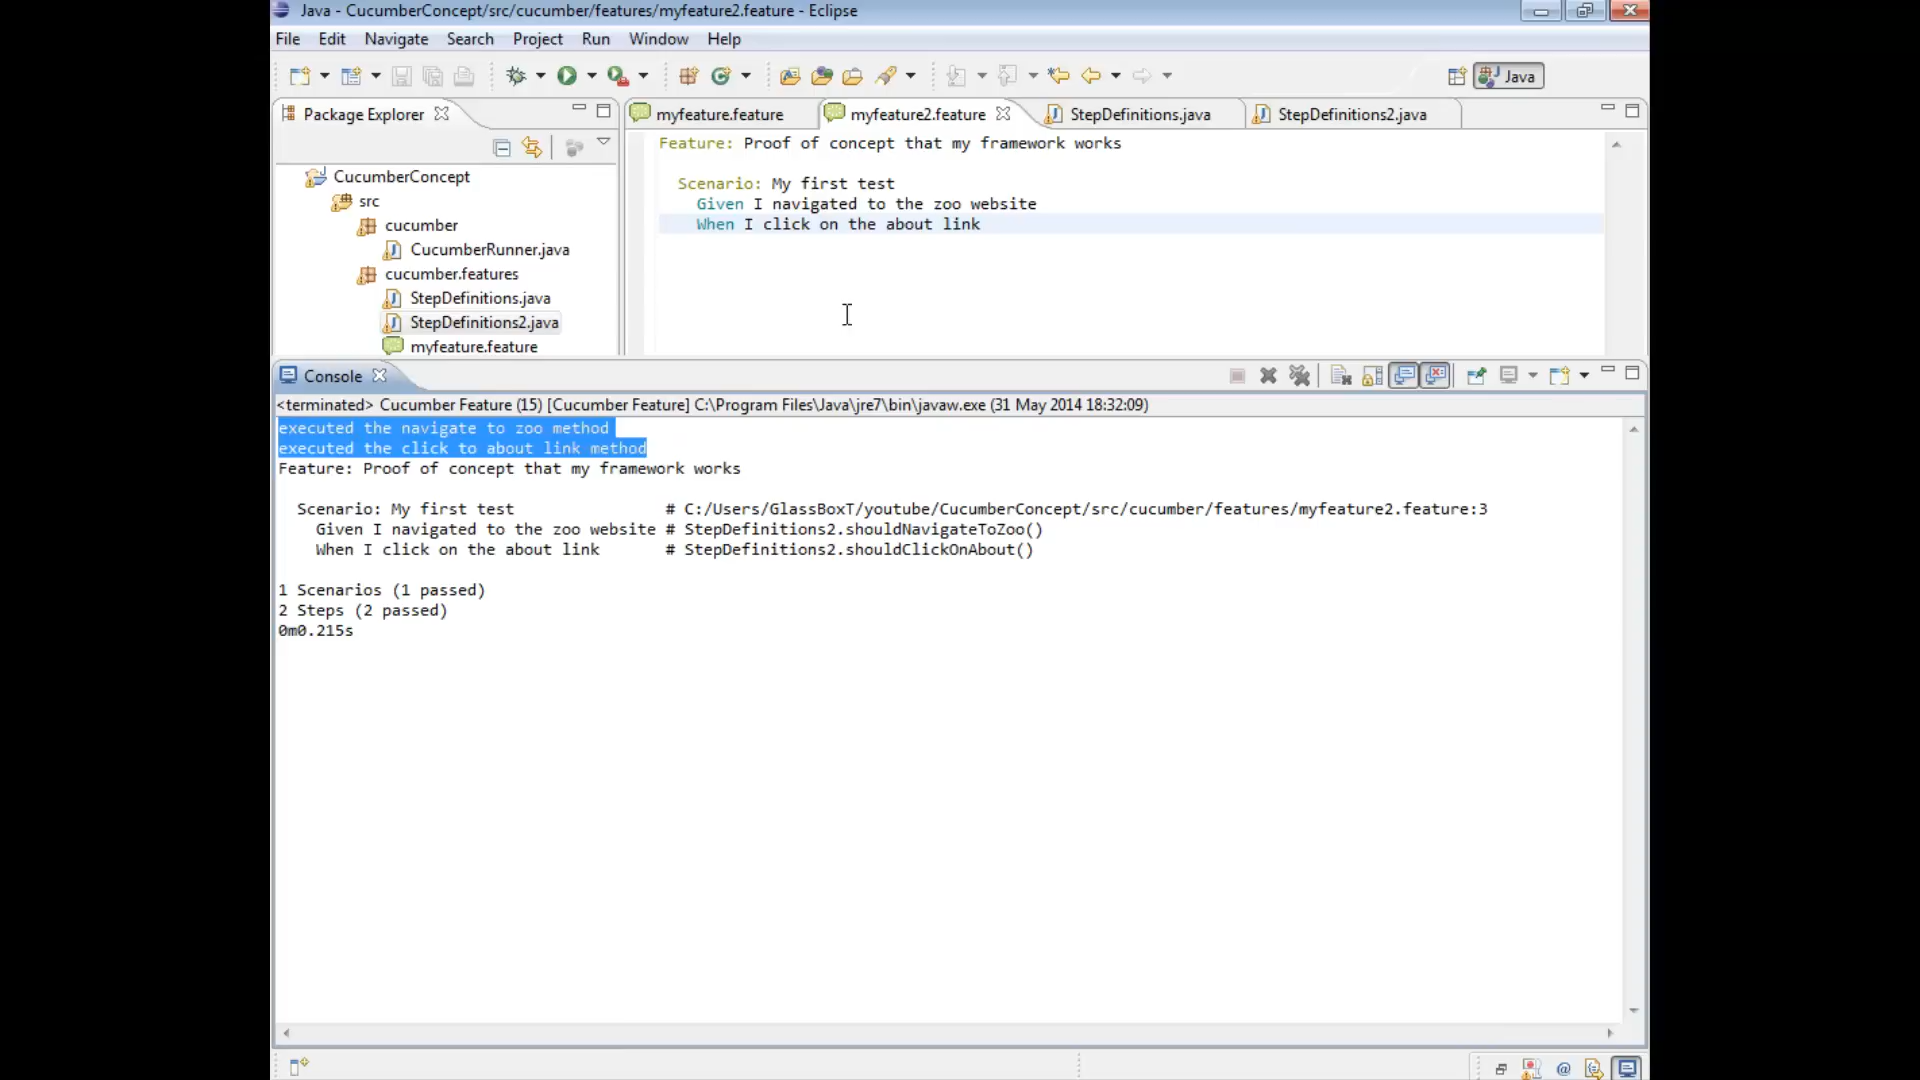 Java - CucumberConcept/src/cucumber/features/myfeature2.feature - Eclipse
File Edit Navigate Search Project Run Window Help
Java
Package Explorer
myfeature.feature myfeature2.feature StepDefinitions.java StepDefinitions2.java
CucumberConcept
src
cucumber
CucumberRunner.java
cucumber.features
StepDefinitions.java
StepDefinitions2.java
myfeature.feature
Feature: Proof of concept that my framework works
Scenario: My first test
Given I navigated to the zoo website
When I click on the about link
Console
<terminated> Cucumber Feature (15) [Cucumber Feature] C:\Program Files\Java\jre7\bin\javaw.exe (31 May 2014 18:32:09)
executed the navigate to zoo method
executed the click to about link method
Feature: Proof of concept that my framework works
Scenario: My first test # C:/Users/GlassBoxT/youtube/CucumberConcept/src/cucumber/features/myfeature2.feature:3
Given I navigated to the zoo website # StepDefinitions2.shouldNavigateToZoo()
When I click on the about link # StepDefinitions2.shouldClickOnAbout()
1 Scenarios (1 passed)
2 Steps (2 passed)
0m0.215s